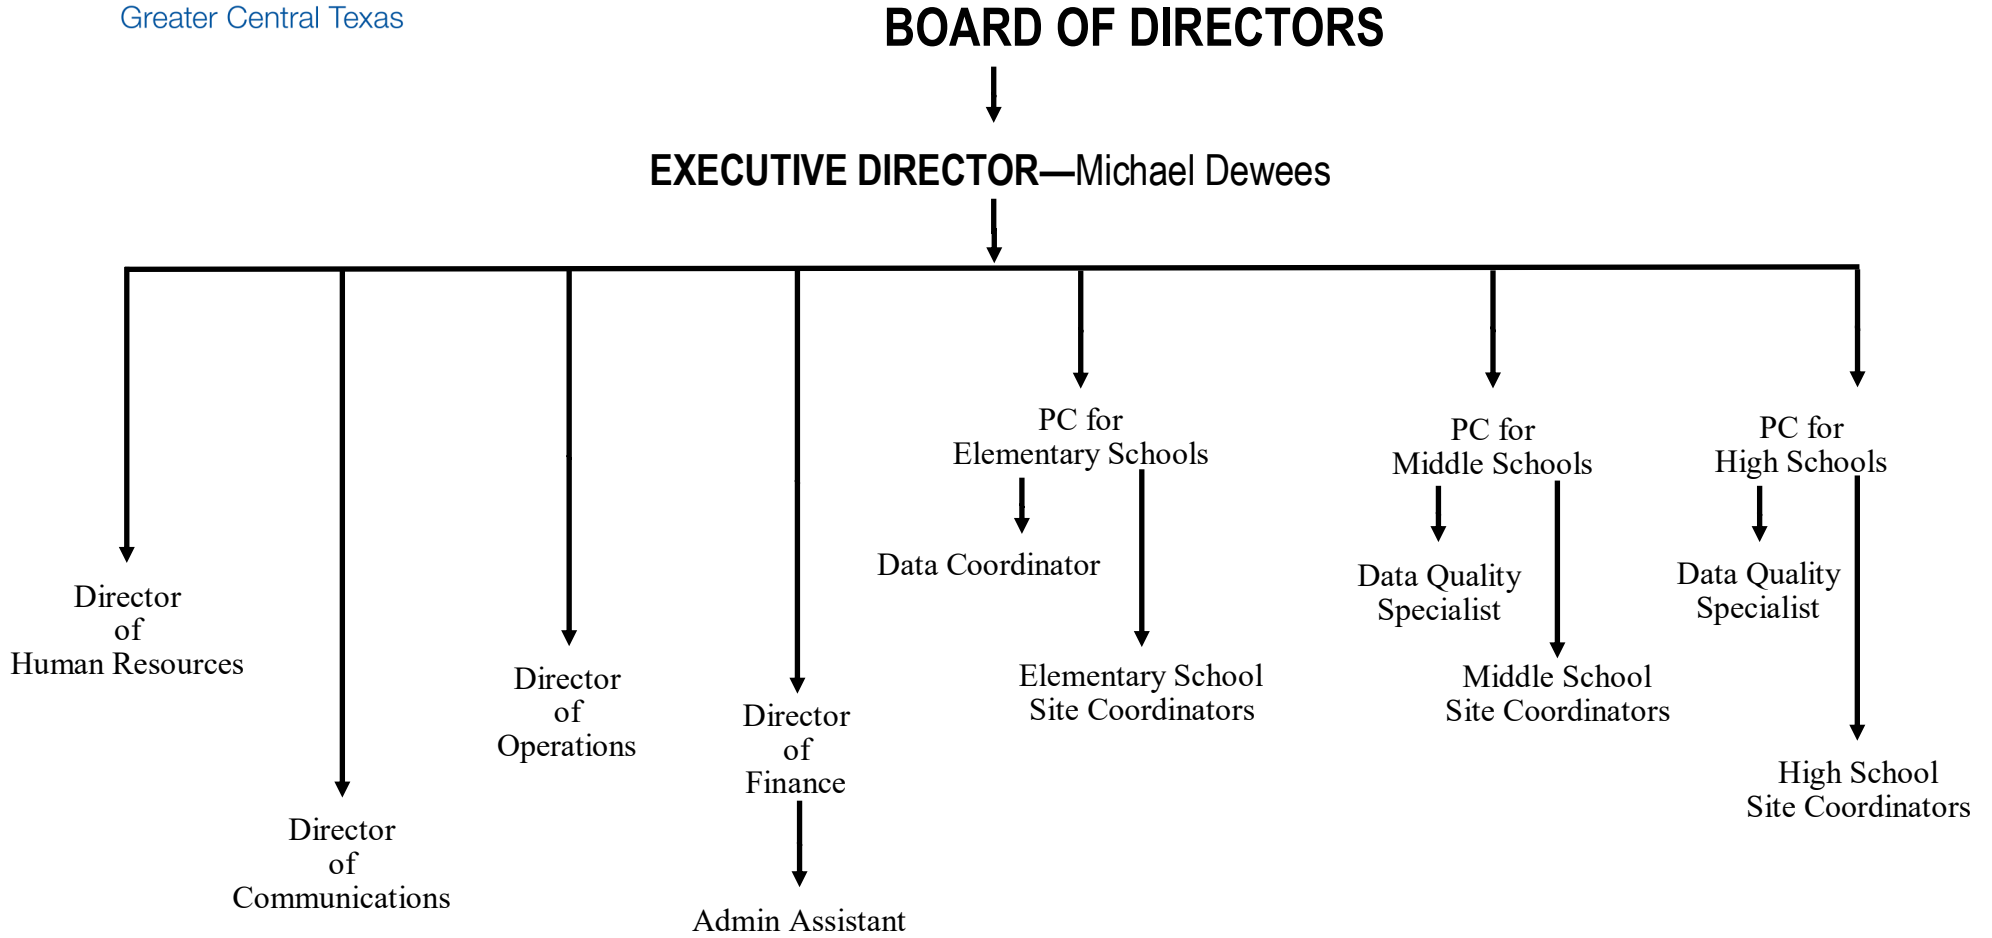 Greater Central Texas
BOARD OF DIRECTORS
EXECUTIVE DIRECTOR—Michael Dewees
PC for
Elementary Schools
PC for
Middle Schools
PC for
High Schools
Data Coordinator
Data Quality
Specialist
Data Quality
Specialist
Director
of
Human Resources
Director
of
Operations
Director
of
Finance
Elementary School
Site Coordinators
Middle School
Site Coordinators
High School
Site Coordinators
Director
of
Communications
Admin Assistant